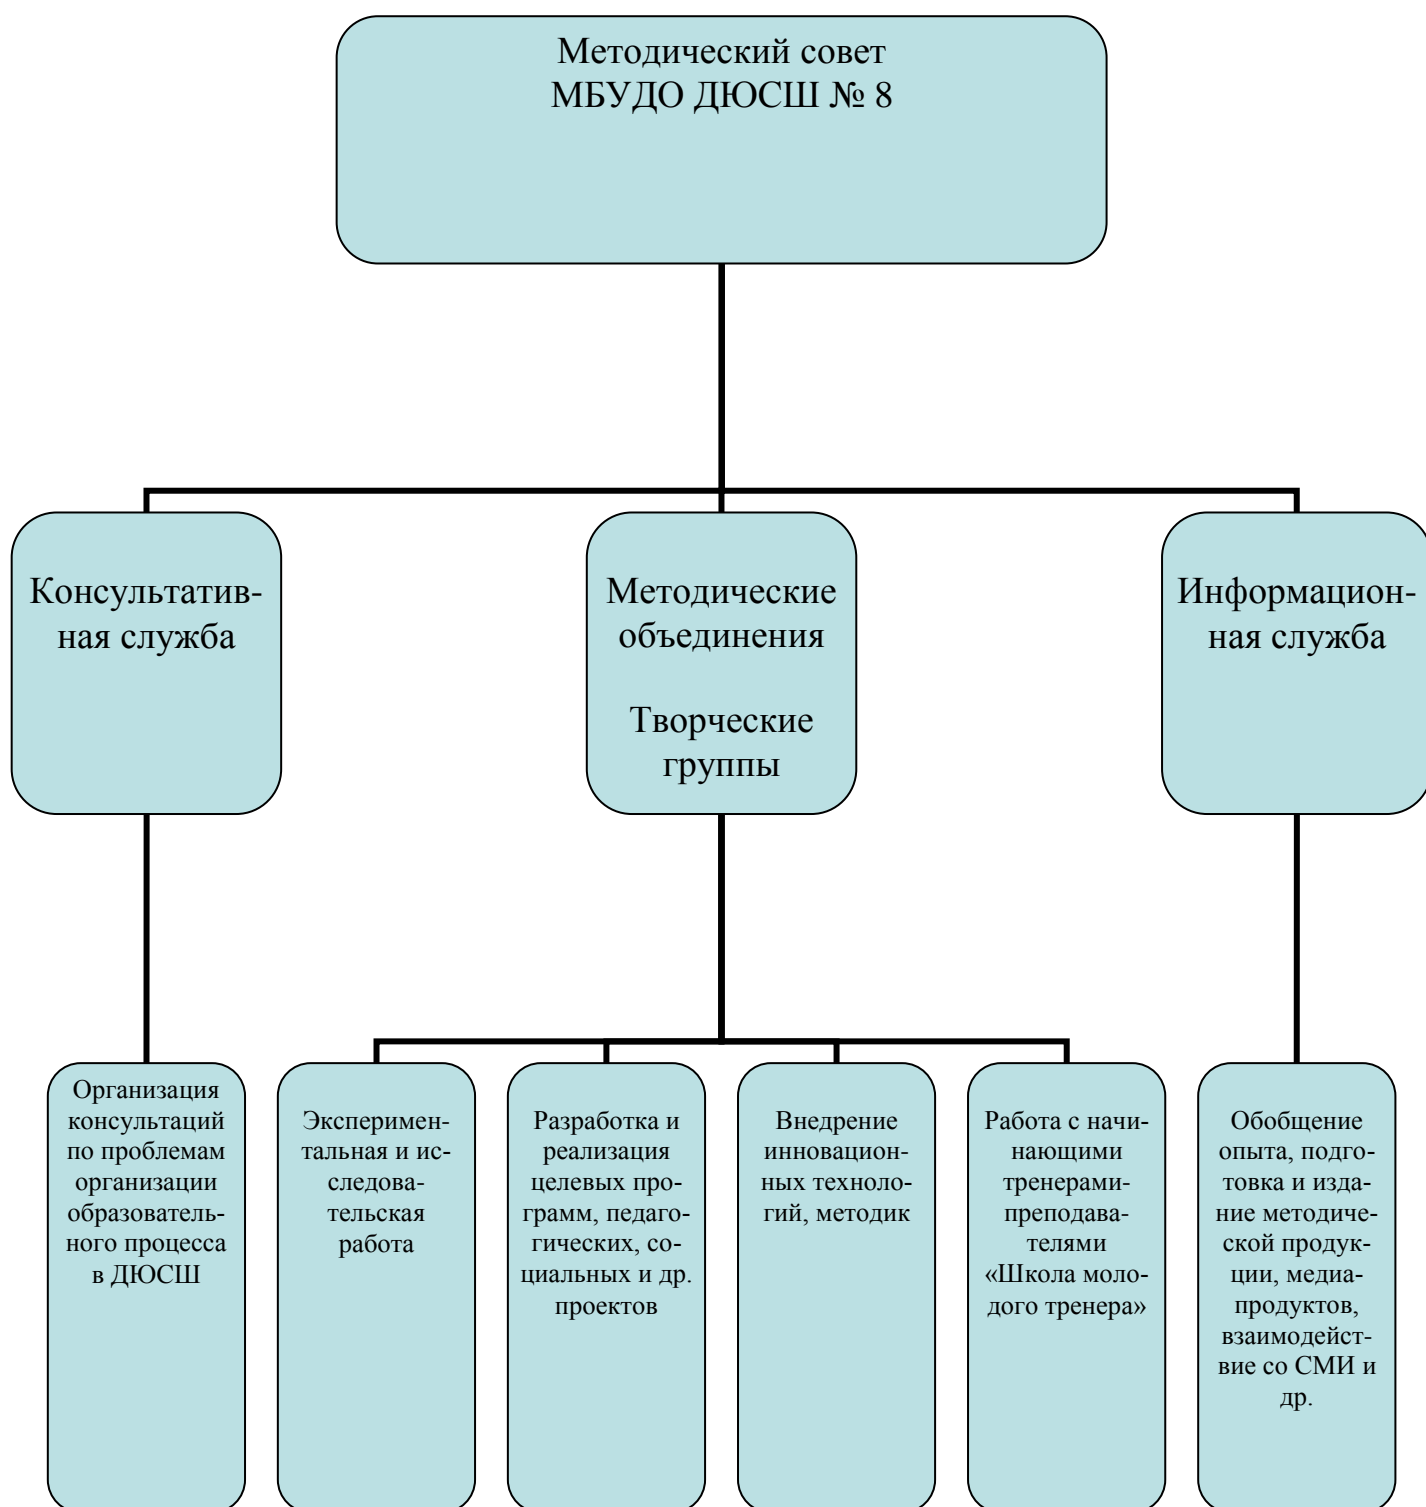 Методический совет
МБУДО ДЮСШ № 8
Консультатив-
ная служба
Методические
объединения
Творческие
группы
Информацион-
ная служба
Организация
консультаций
по проблемам
организации
образователь-
ного процесса
в ДЮСШ
Эксперимен-
тальная и ис-
следова-
тельская
работа
Разработка и
реализация
целевых про-
грамм, педаго-
гических, со-
циальных и др.
проектов
Внедрение
инновацион-
ных техноло-
гий, методик
Работа с начи-
нающими
тренерами-
преподава-
телями
«Школа моло-
дого тренера»
Обобщение
опыта, подго-
товка и изда-
ние методиче-
ской продук-
ции, медиа-
продуктов,
взаимодейст-
вие со СМИ и
др.